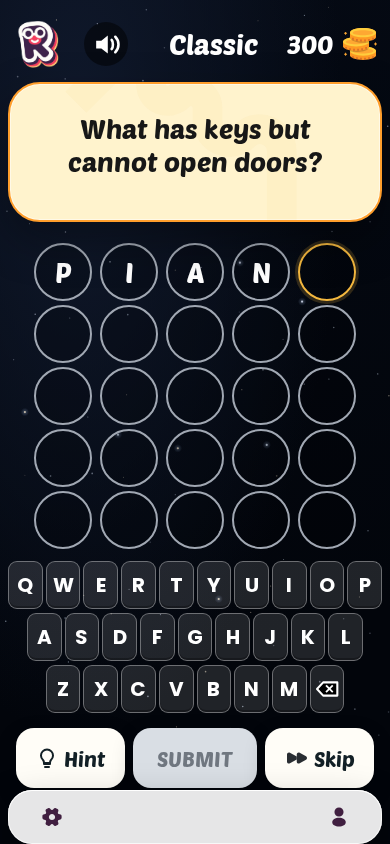 R
Classic 300
What has keys but
cannot open doors?
P I A N
Q W E R T Y U I O P
A S D F G H J K L
Z X C V B N M
Hint SUBMIT Skip